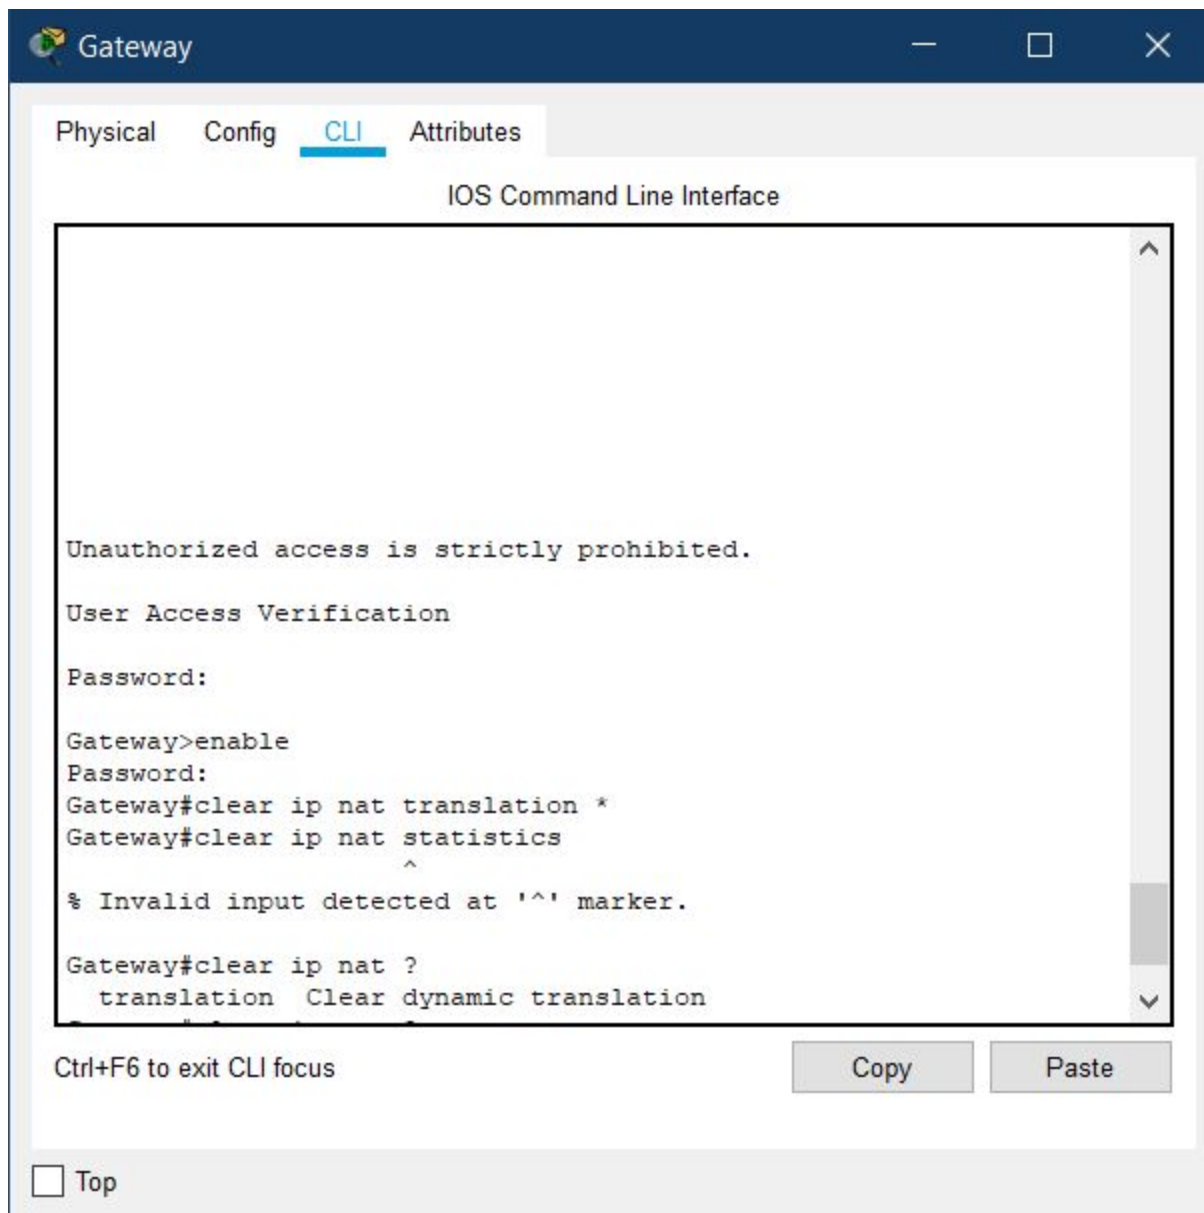 Gateway
Physical Config CLI Attributes
IOS Command Line Interface
Unauthorized access is strictly prohibited.
User Access Verification
Password:
Gateway>enable
Password:
Gateway#clear ip nat translation *
Gateway#clear ip nat statistics
^
% Invalid input detected at '^' marker.
Gateway#clear ip nat ?
translation  Clear dynamic translation
Ctrl+F6 to exit CLI focus
Copy Paste
Top